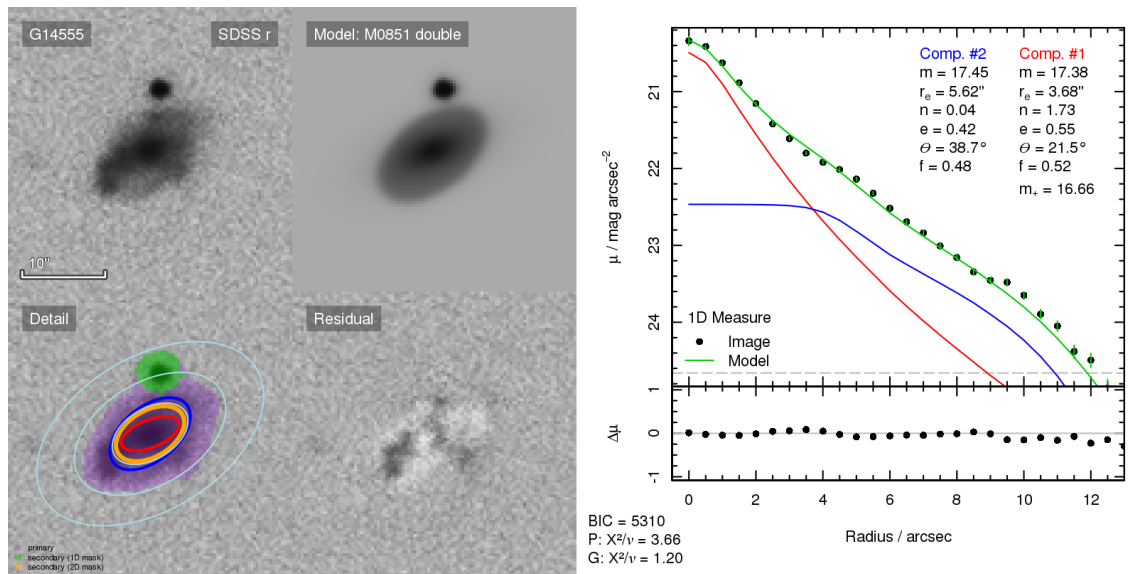 G14555
SDSS r
Model: M0851 double
10"
Detail
Residual
primary
secondary (1D mask)
secondary (2D mask)
μ / mag arcsec⁻²
21
22
23
24
Comp. #2
m = 17.45
rₑ = 5.62"
n = 0.04
e = 0.42
Θ = 38.7°
f = 0.48
Comp. #1
m = 17.38
rₑ = 3.68"
n = 1.73
e = 0.55
Θ = 21.5°
f = 0.52
m₊ = 16.66
1D Measure
Image
Model
Δμ
1
0
-1
0 2 4 6 8 10 12
Radius / arcsec
BIC = 5310
P: X²/ν = 3.66
G: X²/ν = 1.20